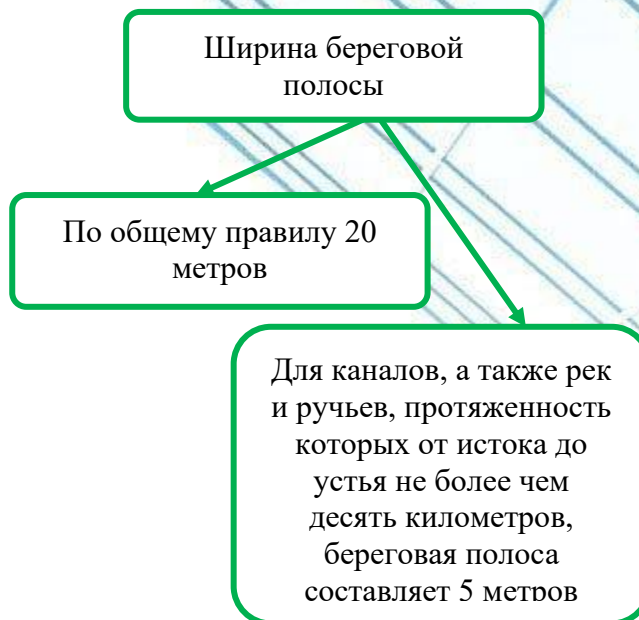 Ширина береговой
полосы
По общему правилу 20
метров
Для каналов, а также рек
и ручьев, протяженность
которых от истока до
устья не более чем
десять километров,
береговая полоса
составляет 5 метров